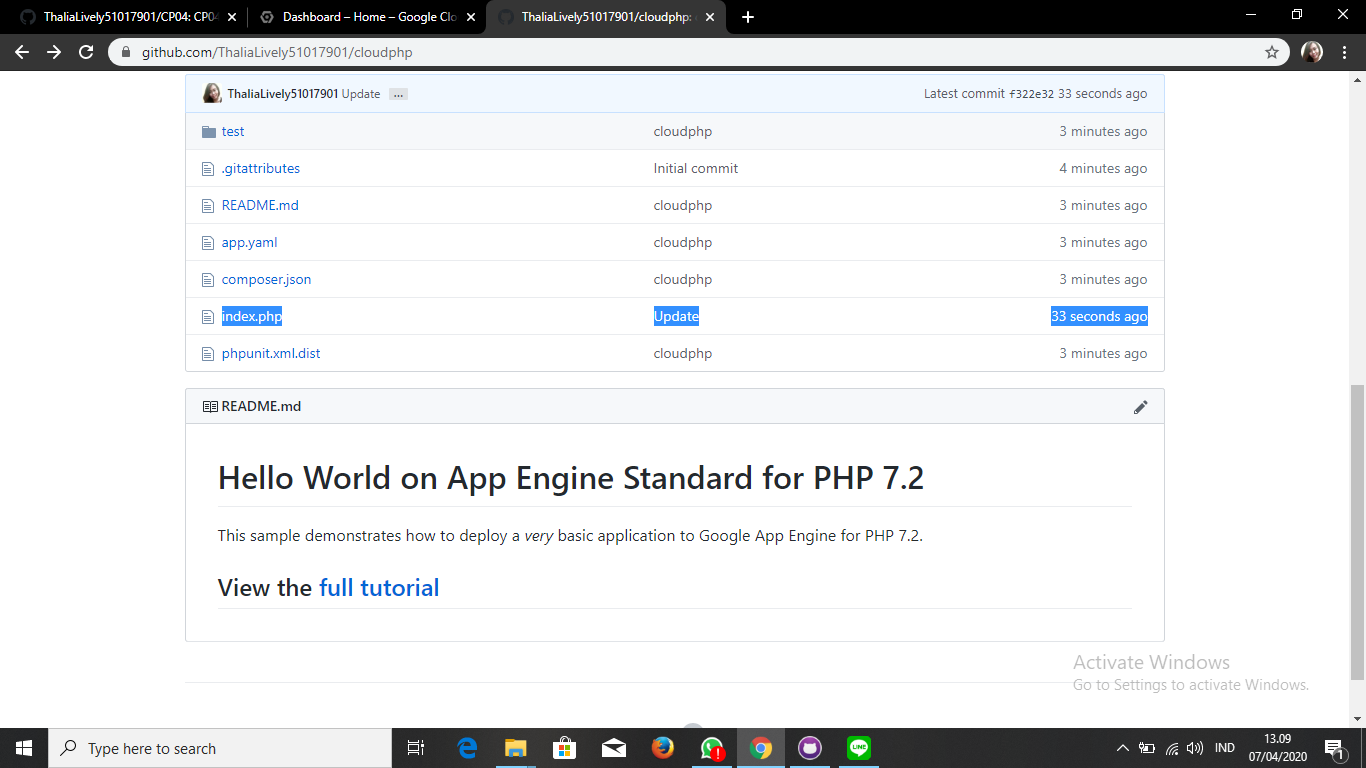 ThaliaLively51017901/CP04: CP04
Dashboard – Home – Google Clo
ThaliaLively51017901/cloudphp:
github.com/ThaliaLively51017901/cloudphp
ThaliaLively51017901 Update ... Latest commit f322e32 33 seconds ago
test cloudphp 3 minutes ago
.gitattributes Initial commit 4 minutes ago
README.md cloudphp 3 minutes ago
app.yaml cloudphp 3 minutes ago
composer.json cloudphp 3 minutes ago
index.php Update 33 seconds ago
phpunit.xml.dist cloudphp 3 minutes ago
README.md
Hello World on App Engine Standard for PHP 7.2
This sample demonstrates how to deploy a very basic application to Google App Engine for PHP 7.2.
View the full tutorial
Activate Windows
Go to Settings to activate Windows.
Type here to search
LINE
IND
13.09
07/04/2020
1